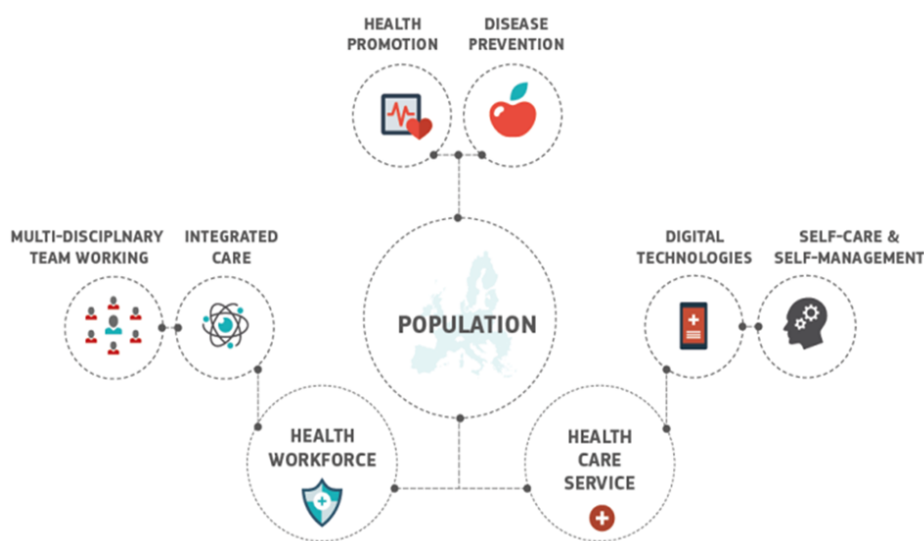 HEALTH
PROMOTION
DISEASE
PREVENTION
MULTI-DISCIPLNARY
TEAM WORKING
INTEGRATED
CARE
DIGITAL
TECHNOLOGIES
SELF-CARE &
SELF-MANAGEMENT
POPULATION
HEALTH
WORKFORCE
HEALTH
CARE
SERVICE